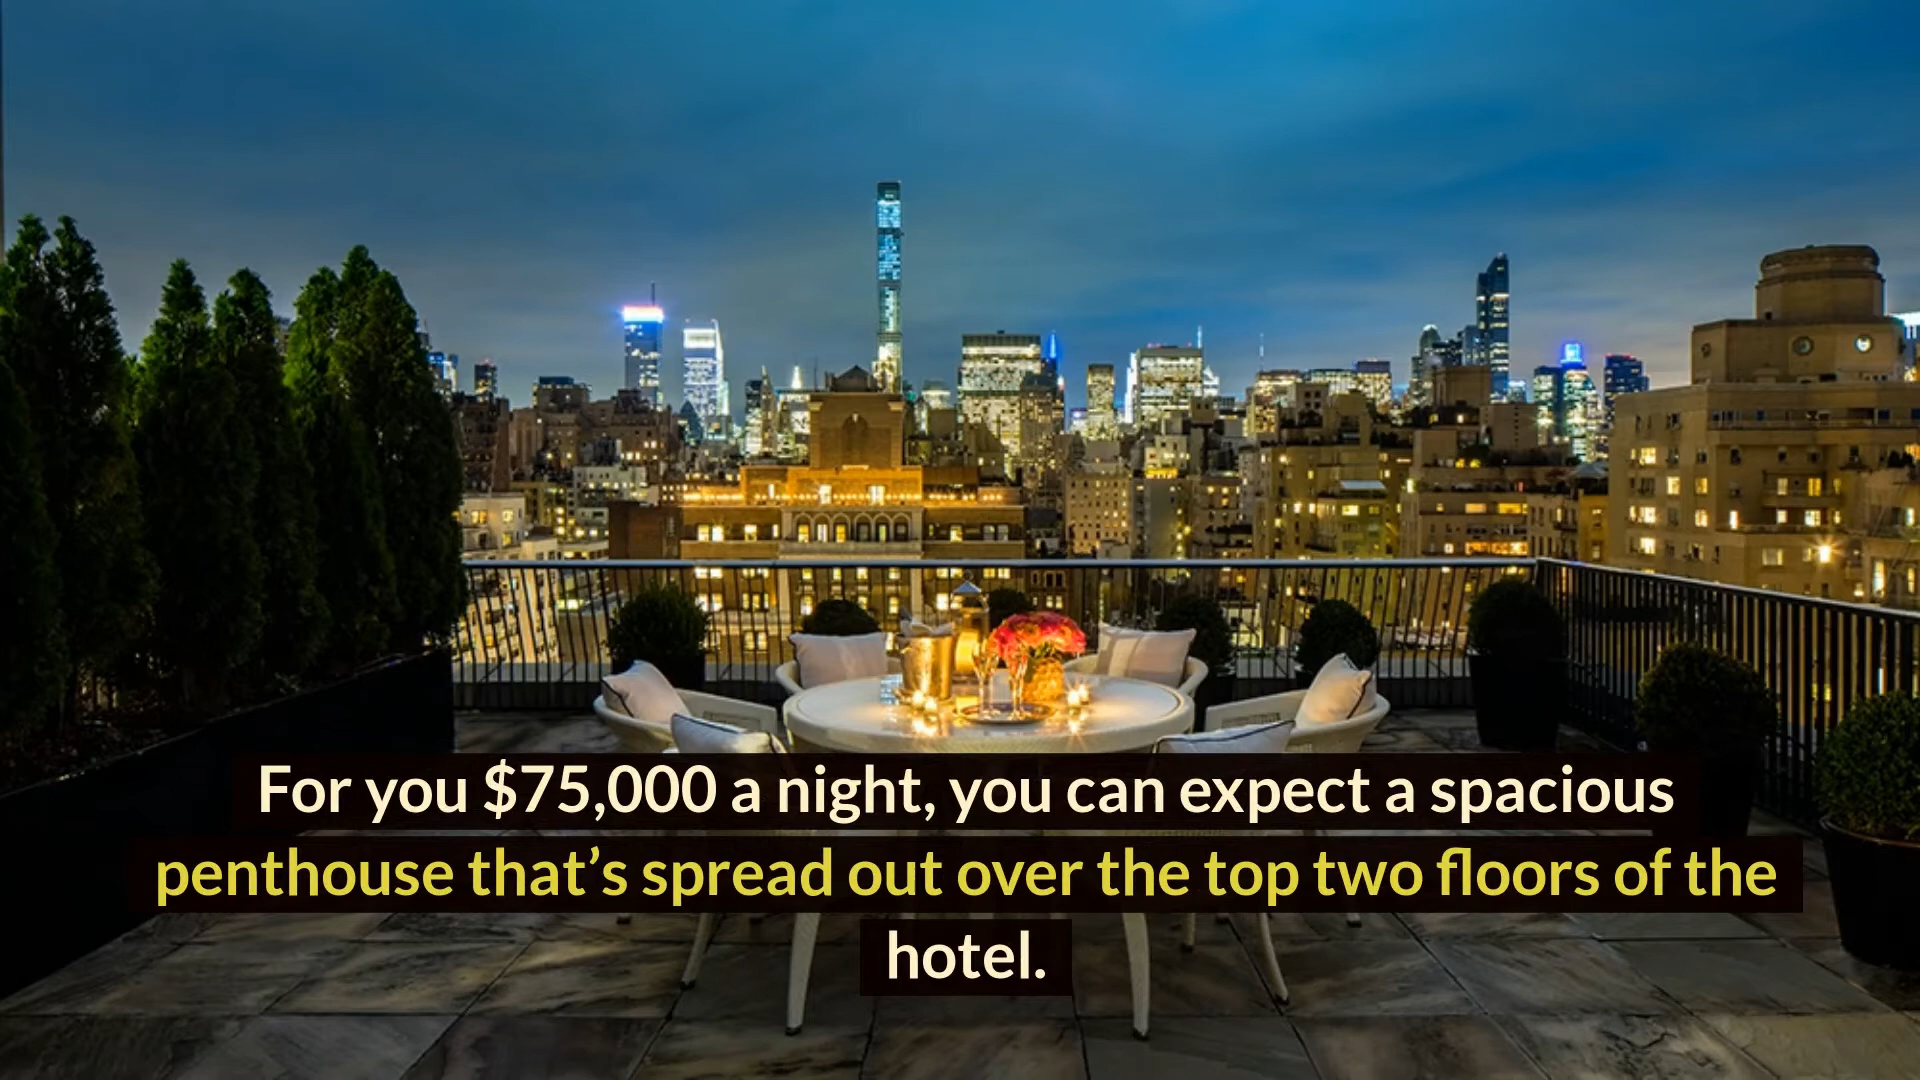 For you $75,000 a night, you can expect a spacious
penthouse that’s spread out over the top two floors of the
hotel.